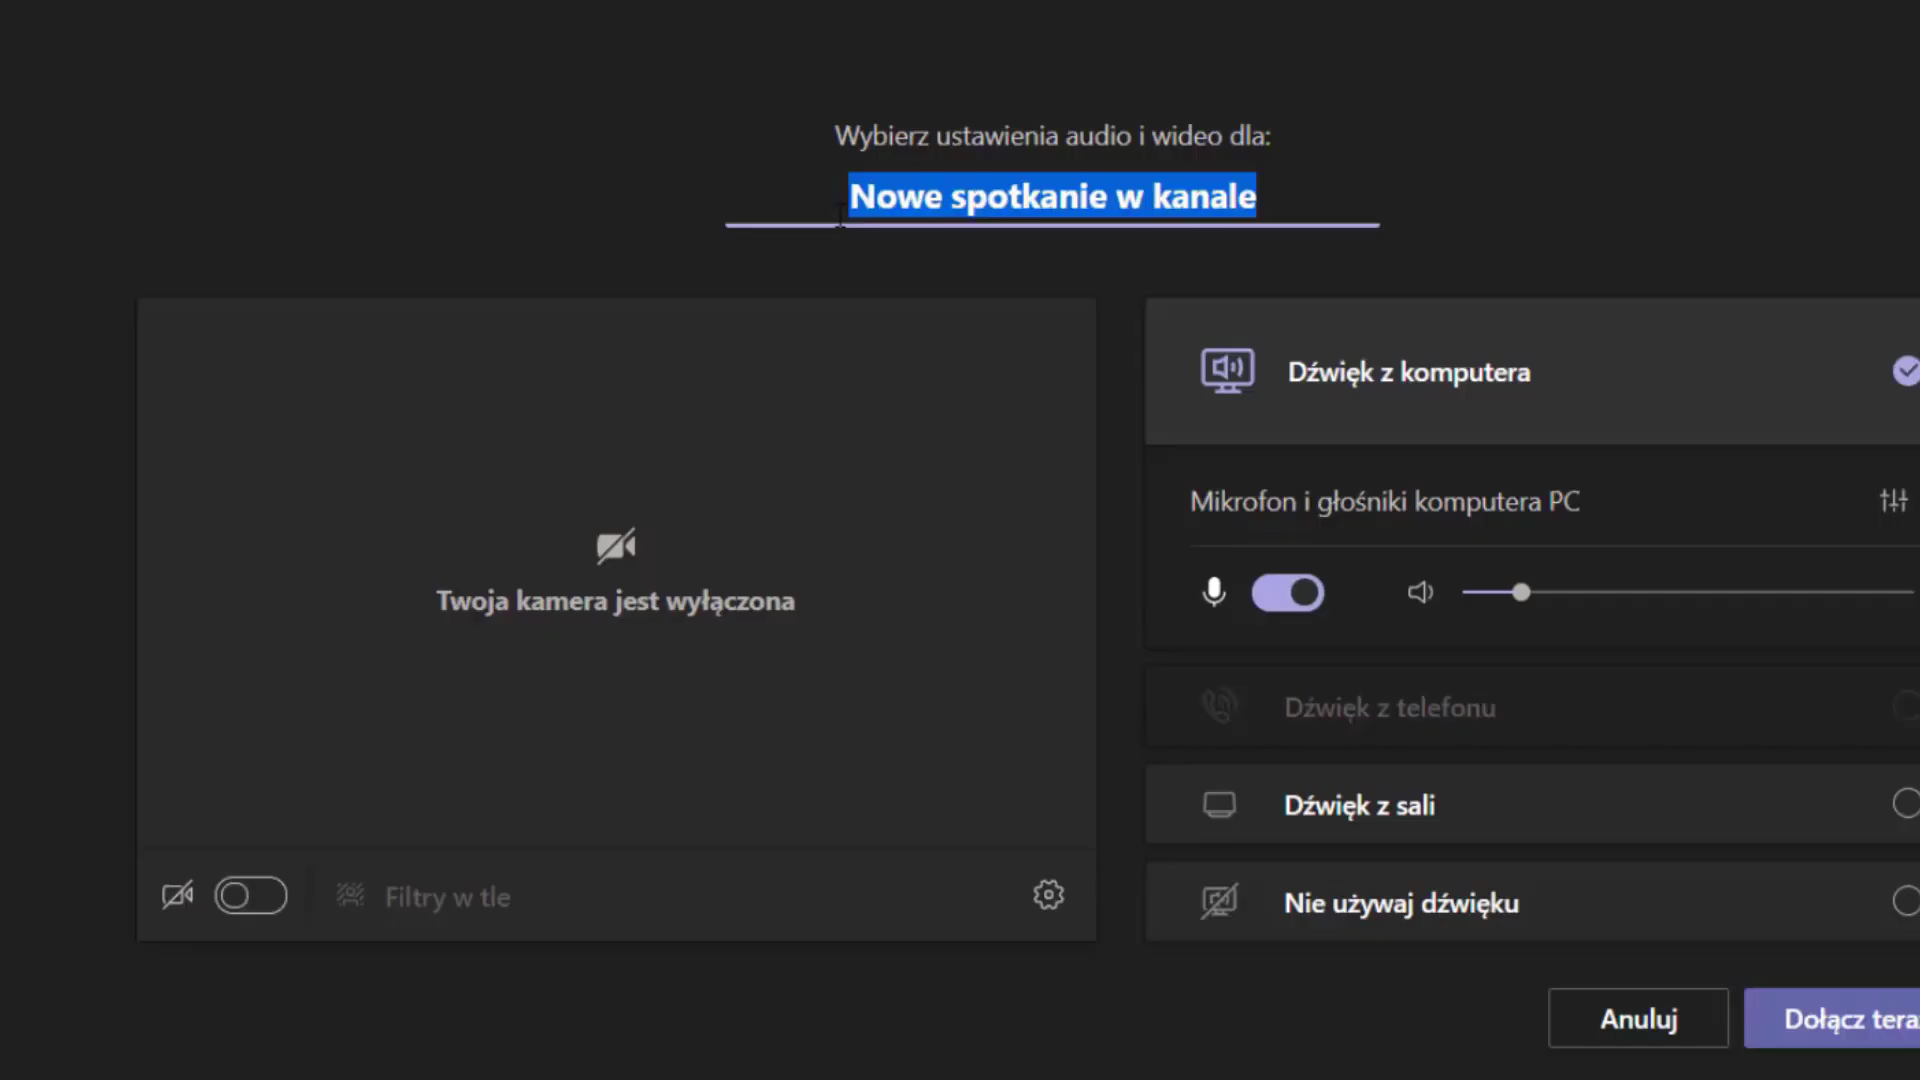 Wybierz ustawienia audio i wideo dla:
Nowe spotkanie w kanale
Twoja kamera jest wyłączona
Filtry w tle
Dźwięk z komputera
Mikrofon i głośniki komputera PC
Dźwięk z telefonu
Dźwięk z sali
Nie używaj dźwięku
Anuluj
Dołącz tera